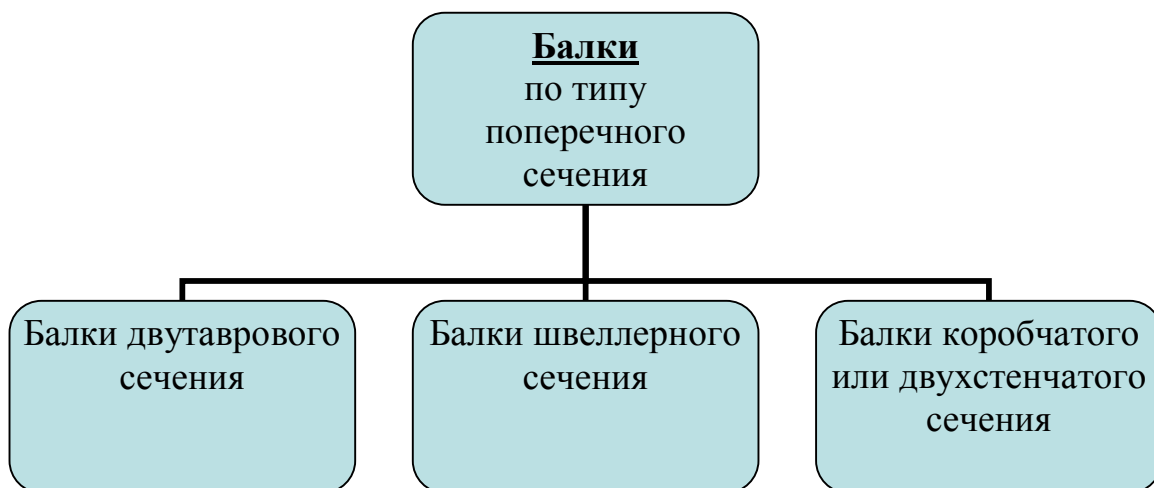 Балки
по типу
поперечного
сечения
Балки двутаврового
сечения
Балки швеллерного
сечения
Балки коробчатого
или двухстенчатого
сечения